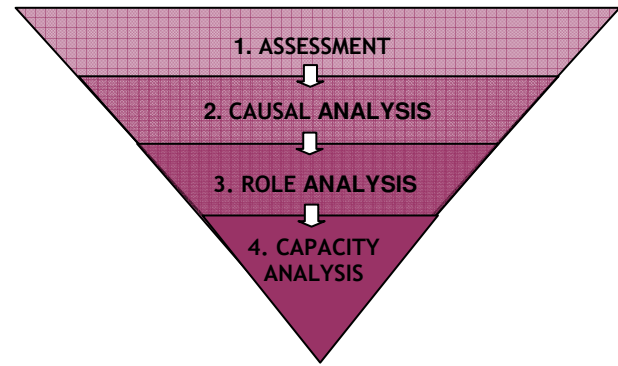 1. ASSESSMENT
2. CAUSAL ANALYSIS
3. ROLE ANALYSIS
4. CAPACITY
ANALYSIS